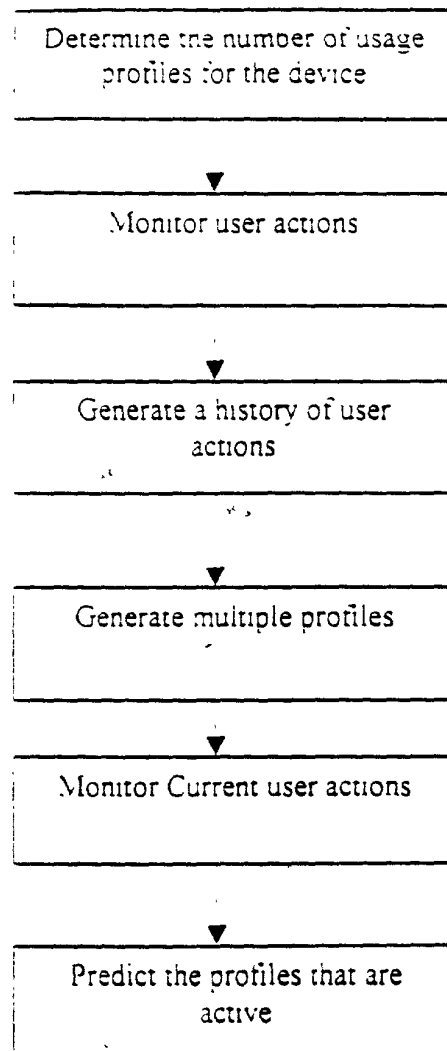 Determine the number of usage
profiles for the device
Monitor user actions
Generate a history of user
actions
Generate multiple profiles
Monitor Current user actions
Predict the profiles that are
active